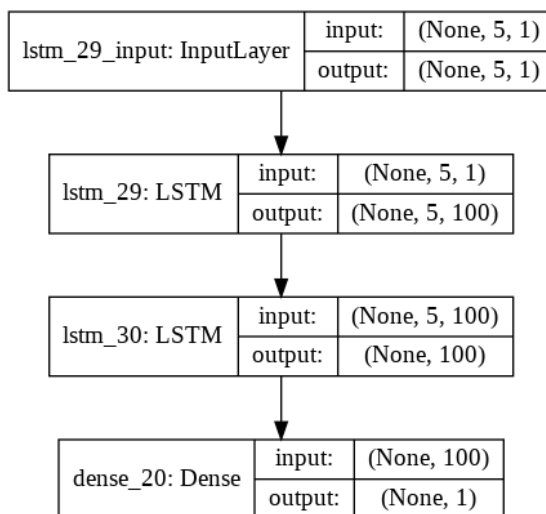 lstm_29_input: InputLayer
input:
(None, 5, 1)
output:
(None, 5, 1)
lstm_29: LSTM
input:
(None, 5, 1)
output:
(None, 5, 100)
lstm_30: LSTM
input:
(None, 5, 100)
output:
(None, 100)
dense_20: Dense
input:
(None, 100)
output:
(None, 1)